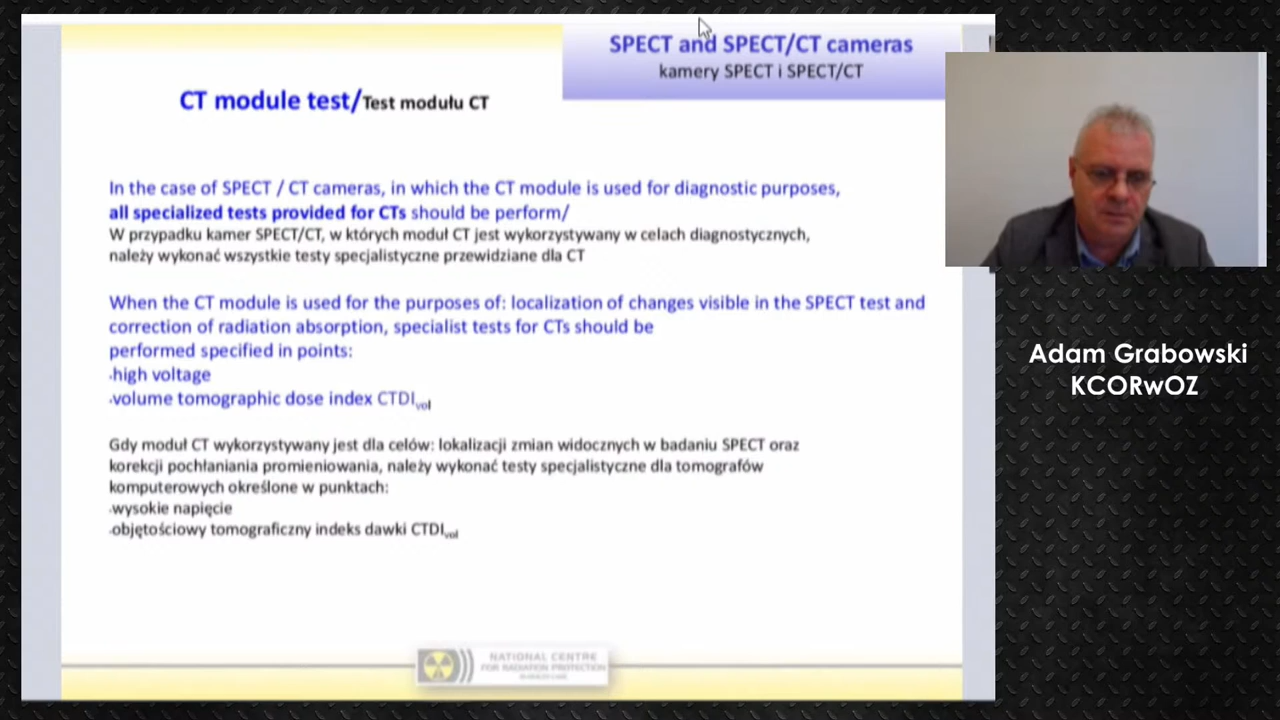 SPECT and SPECT/CT cameras
kamery SPECT i SPECT/CT
CT module test/Test modułu CT
In the case of SPECT / CT cameras, in which the CT module is used for diagnostic purposes,
all specialized tests provided for CTs should be perform/
W przypadku kamer SPECT/CT, w których moduł CT jest wykorzystywany w celach diagnostycznych,
należy wykonać wszystkie testy specjalistyczne przewidziane dla CT
When the CT module is used for the purposes of: localization of changes visible in the SPECT test and
correction of radiation absorption, specialist tests for CTs should be
performed specified in points:
·high voltage
·volume tomographic dose index CTDIvol
Gdy moduł CT wykorzystywany jest dla celów: lokalizacji zmian widocznych w badaniu SPECT oraz
korekcji pochłaniania promieniowania, należy wykonać testy specjalistyczne dla tomografów
komputerowych określone w punktach:
·wysokie napięcie
·objętościowy tomograficzny indeks dawki CTDIvol
NATIONAL CENTRE
FOR RADIATION PROTECTION
Adam Grabowski
KCORwOZ